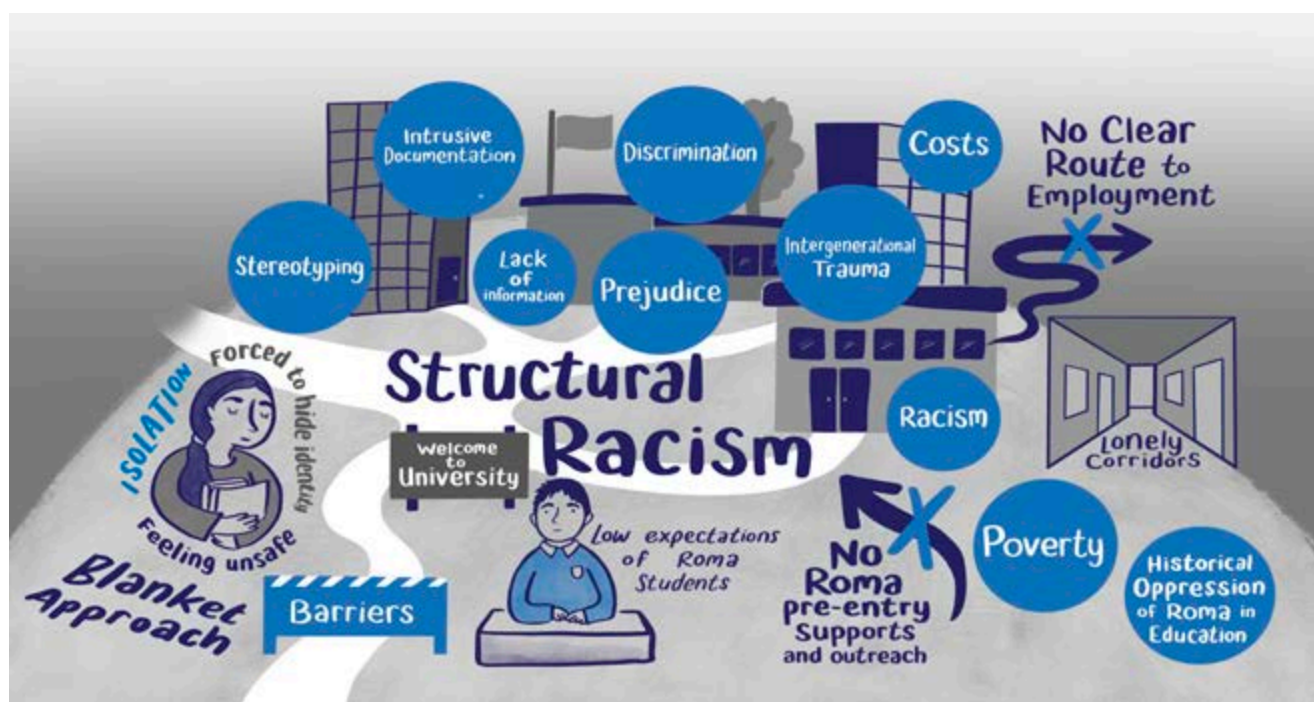 Intrusive
Documentation
Discrimination
Costs
No Clear
Route to
Employment
Stereotyping
Lack
of
information
Prejudice
Intergenerational
Trauma
Structural
Racism
ISOLATION
Forced to hide identity
Feeling unsafe
Welcome
to
University
Racism
Lonely
Corridors
Low expectations
of Roma
Students
No
Roma
pre-entry
Supports
and outreach
Poverty
Historical
Oppression
of Roma in
Education
Blanket
Approach
Barriers